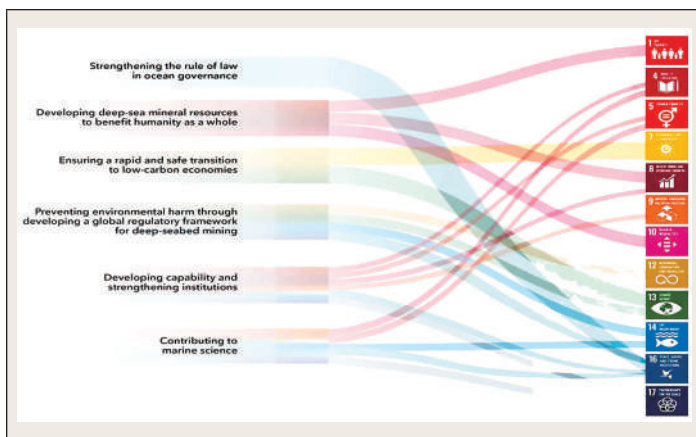 Strengthening the rule of law
in ocean governance
Developing deep-sea mineral resources
to benefit humanity as a whole
Ensuring a rapid and safe transition
to low-carbon economies
Preventing environmental harm through
developing a global regulatory framework
for deep-seabed mining
Developing capability and
strengthening institutions
Contributing to
marine science
1
4
5
7
8
9
10
12
13
14
16
17